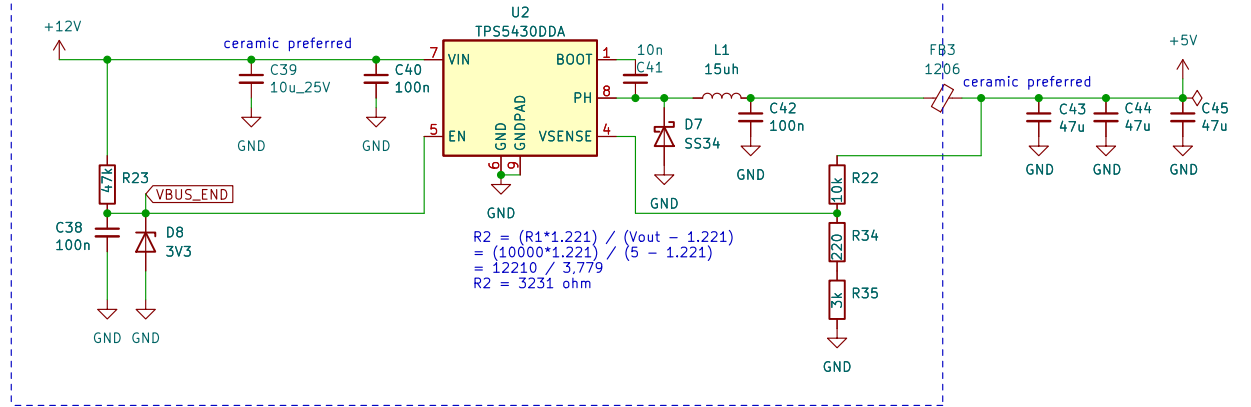 U2
TPS5430DDA
+12V
ceramic preferred
C39
10u_25V
GND
C40
100n
GND
7
VIN
5
EN
BOOT
1
PH
8
VSENSE
4
GND
6
GNDPAD
9
GND
10n
C41
L1
15uh
D7
SS34
GND
C42
100n
GND
FB3
1206
ceramic preferred
+5V
C43
47u
GND
C44
47u
GND
C45
47u
GND
47k
R23
VBUS_END
C38
100n
GND
D8
3V3
GND
10k
R22
220
R34
3k
R35
GND
R2 = (R1*1.221) / (Vout - 1.221)
= (10000*1.221) / (5 - 1.221)
= 12210 / 3,779
R2 = 3231 ohm